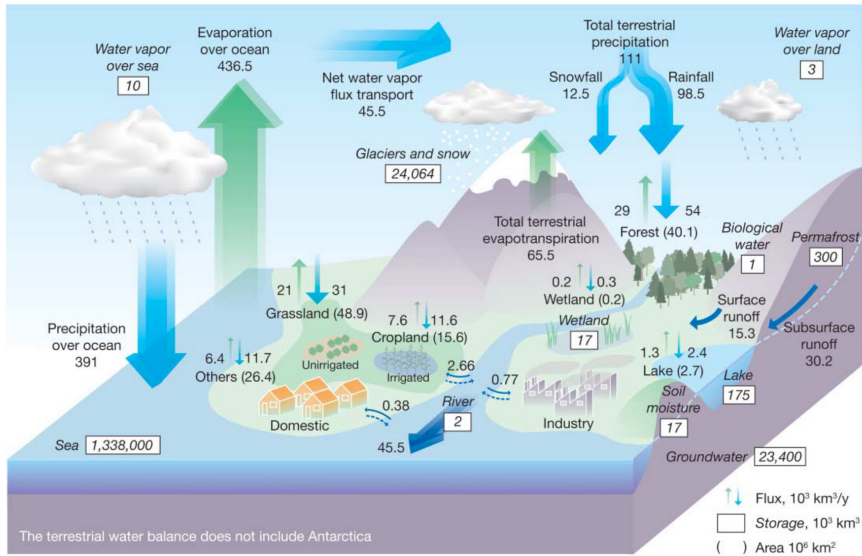 Evaporation
over ocean
436.5
Water vapor
over sea
10
Net water vapor
flux transport
45.5
Total terrestrial
precipitation
111
Snowfall
12.5
Rainfall
98.5
Water vapor
over land
3
Glaciers and snow
24,064
Total terrestrial
evapotranspiration
65.5
29
54
Forest (40.1)
Biological
water
1
Permafrost
300
21
31
Grassland (48.9)
0.2
0.3
Wetland (0.2)
Wetland
17
Surface
runoff
15.3
Subsurface
runoff
30.2
Precipitation
over ocean
391
6.4
11.7
Others (26.4)
7.6
11.6
Cropland (15.6)
Unirrigated
Irrigated
2.66
0.77
1.3
2.4
Lake (2.7)
Lake
175
Soil
moisture
17
0.38
Domestic
River
2
Industry
45.5
Sea 1,338,000
Groundwater 23,400
Flux, 10³ km³/y
Storage, 10³ km³
( ) Area 10⁶ km²
The terrestrial water balance does not include Antarctica